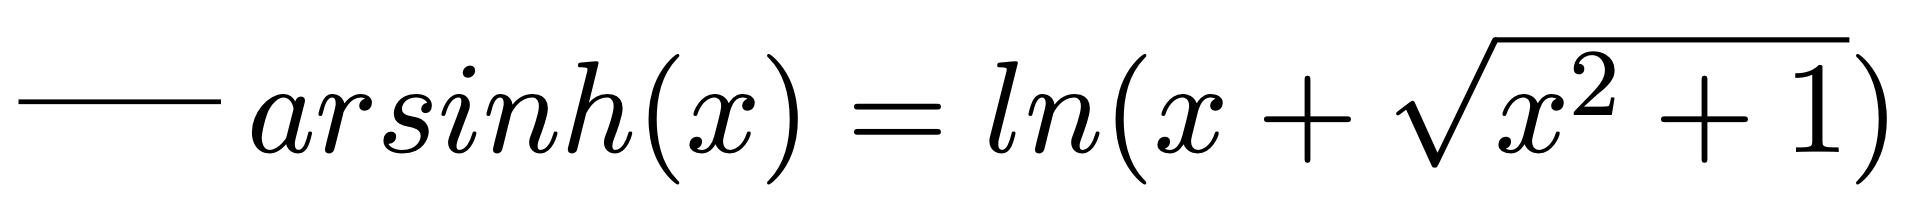 — arsinh(x) = ln(x + √(x² + 1))